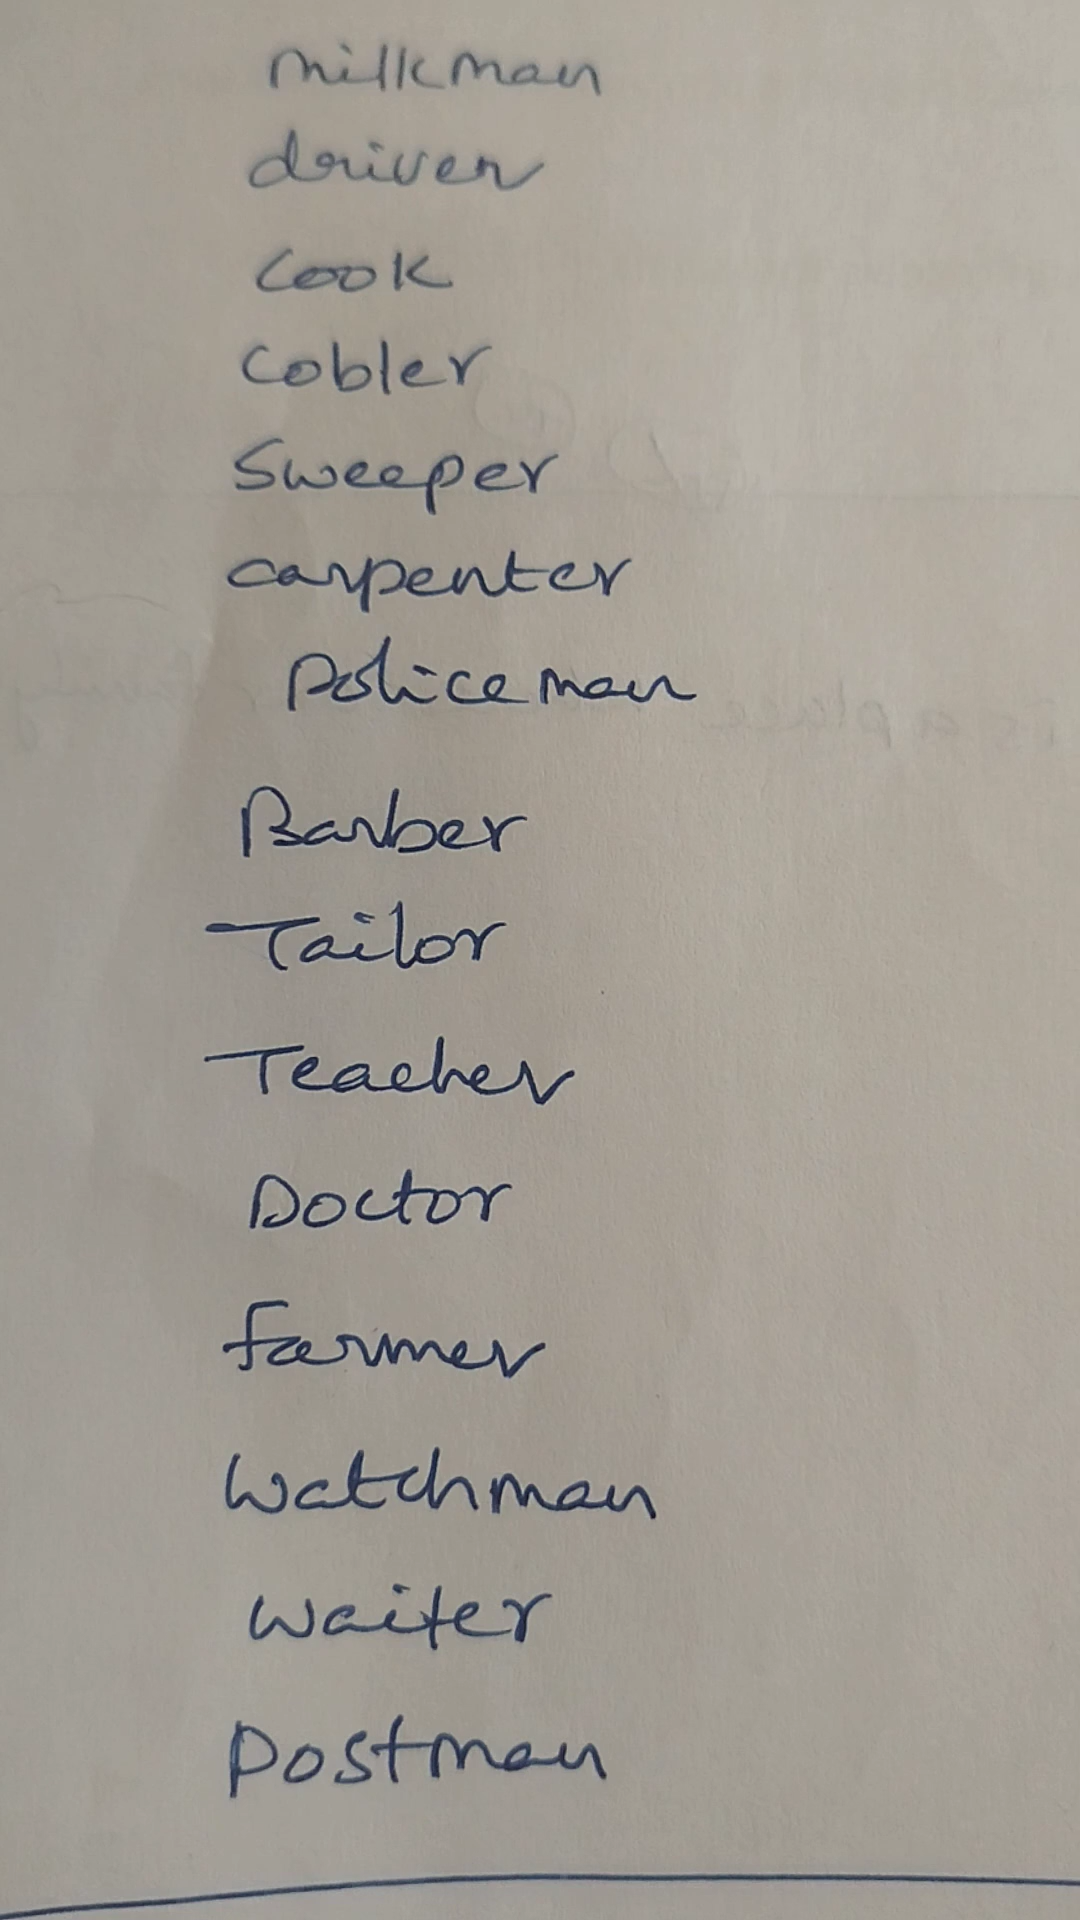 milkman
driver
Cook
Cobler
Sweeper
carpenter
Policeman
Barber
Tailor
Teacher
Doctor
farmer
Watchman
waiter
Postman